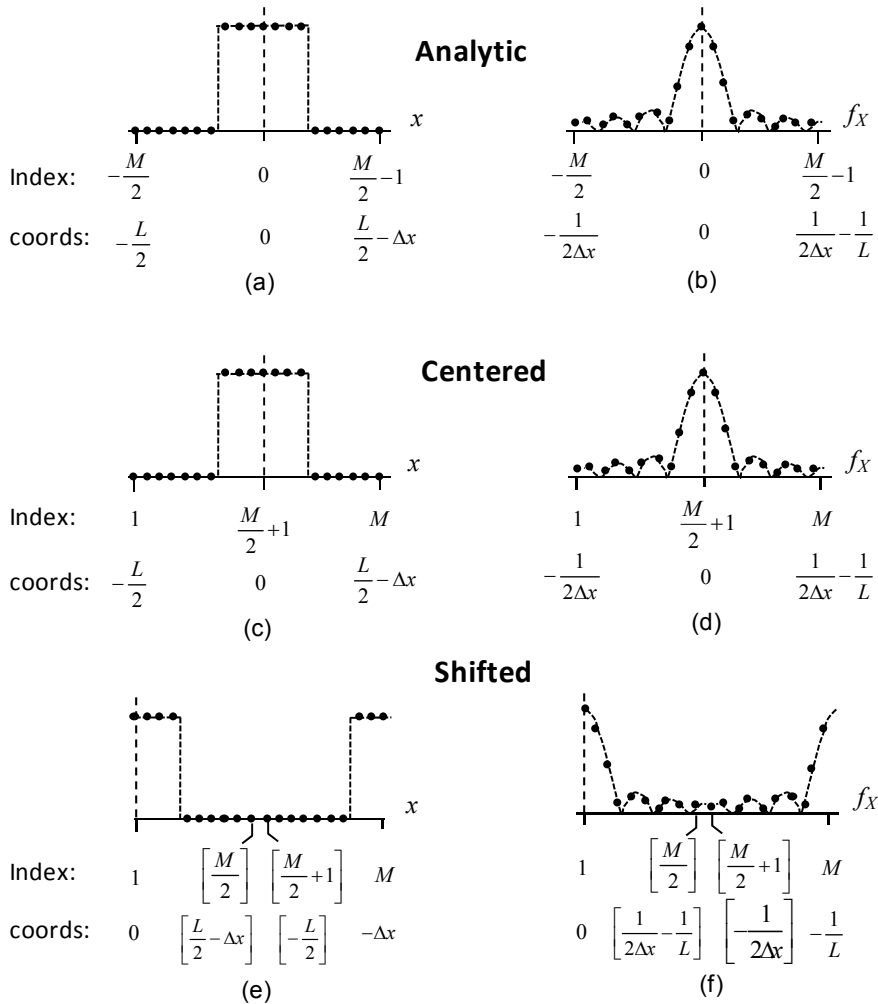 Analytic
x f_X
Index: -M/2 0 M/2 -1 -M/2 0 M/2 -1
coords: -L/2 0 L/2 - Δx -1/(2Δx) 0 1/(2Δx) - 1/L
(a) (b)
Centered
x f_X
Index: 1 M/2 +1 M 1 M/2 +1 M
coords: -L/2 0 L/2 - Δx -1/(2Δx) 0 1/(2Δx) - 1/L
(c) (d)
Shifted
x f_X
Index: 1 [M/2] [M/2 +1] M 1 [M/2] [M/2 +1] M
coords: 0 [L/2 - Δx] [-L/2] -Δx 0 [1/(2Δx) - 1/L] [-1/(2Δx)] -1/L
(e) (f)